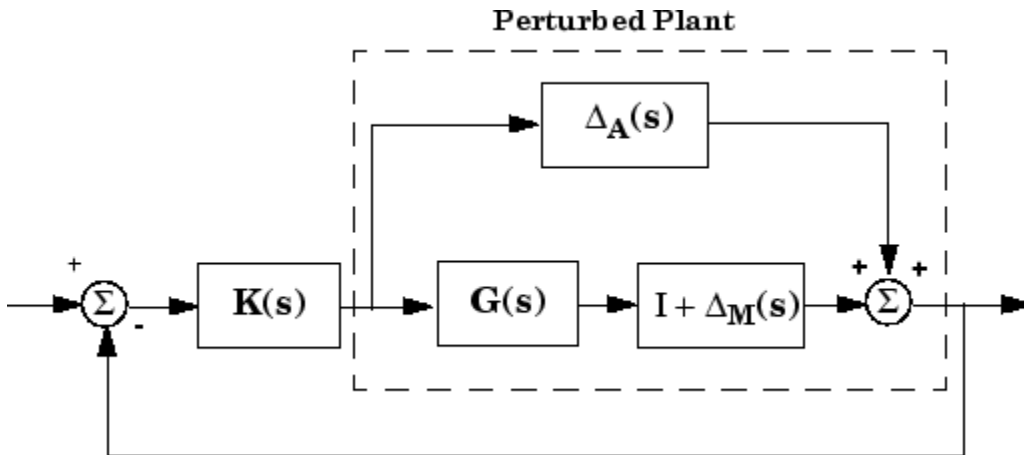 Perturbed Plant
Δ_A(s)
+
+ +
Σ
K(s)
G(s)
I + Δ_M(s)
Σ
-